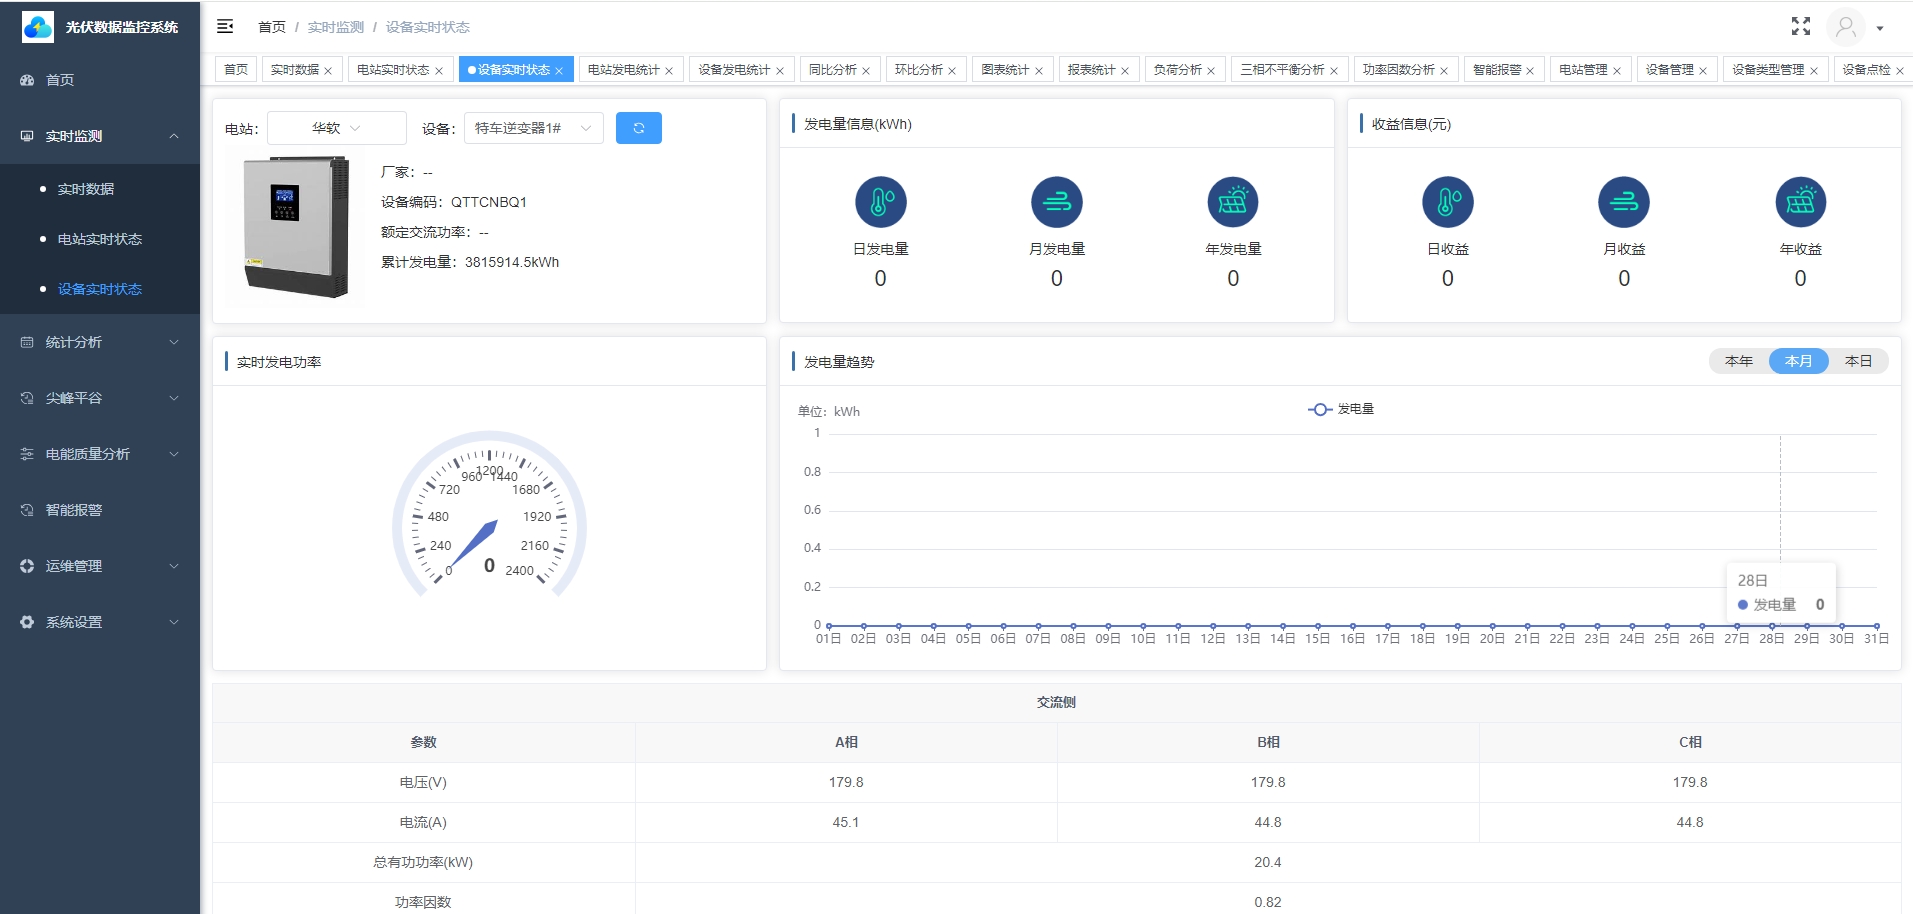 光伏数据监控系统
首页
实时监测
实时数据
电站实时状态
设备实时状态
统计分析
尖峰平谷
电能质量分析
智能报警
运维管理
系统设置
首页 / 实时监测 / 设备实时状态
首页 实时数据 × 电站实时状态 × 设备实时状态 × 电站发电统计 × 设备发电统计 × 同比分析 × 环比分析 × 图表统计 × 报表统计 × 负荷分析 × 三相不平衡分析 × 功率因数分析 × 智能报警 × 电站管理 × 设备管理 × 设备类型管理 × 设备点检 ×
电站： 华软 设备： 特车逆变器1#
厂家：--
设备编码：QTTCNBQ1
额定交流功率：--
累计发电量：3815914.5kWh
发电量信息(kWh)
日发电量 月发电量 年发电量
0 0 0
收益信息(元)
日收益 月收益 年收益
0 0 0
实时发电功率
0 240 480 720 960 1200 1440 1680 1920 2160 2400
0
发电量趋势
本年 本月 本日
单位：kWh
发电量
1
0.8
0.6
0.4
0.2
0
28日
发电量 0
01日 02日 03日 04日 05日 06日 07日 08日 09日 10日 11日 12日 13日 14日 15日 16日 17日 18日 19日 20日 21日 22日 23日 24日 25日 26日 27日 28日 29日 30日 31日
交流侧
参数 A相 B相 C相
电压(V) 179.8 179.8 179.8
电流(A) 45.1 44.8 44.8
总有功功率(kW) 20.4
功率因数 0.82